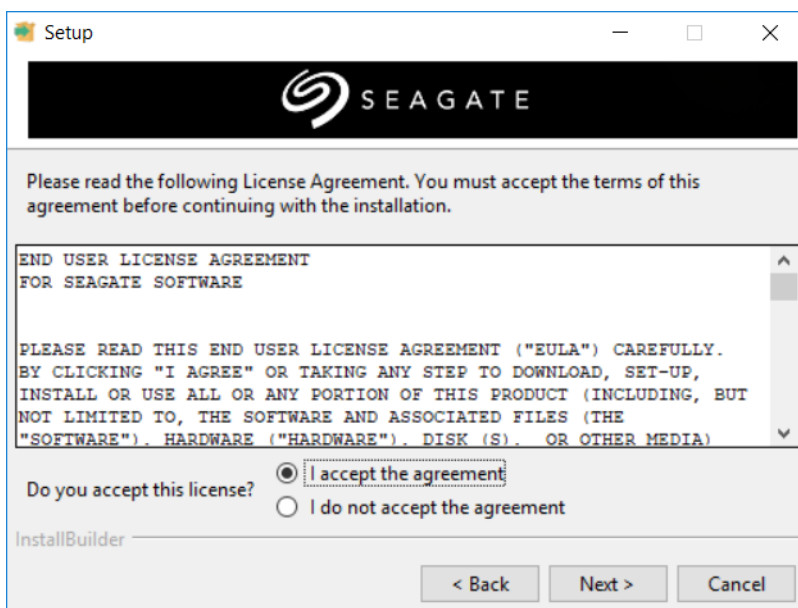 Setup
SEAGATE
Please read the following License Agreement. You must accept the terms of this
agreement before continuing with the installation.
END USER LICENSE AGREEMENT
FOR SEAGATE SOFTWARE
PLEASE READ THIS END USER LICENSE AGREEMENT ("EULA") CAREFULLY.
BY CLICKING "I AGREE" OR TAKING ANY STEP TO DOWNLOAD, SET-UP,
INSTALL OR USE ALL OR ANY PORTION OF THIS PRODUCT (INCLUDING, BUT
NOT LIMITED TO, THE SOFTWARE AND ASSOCIATED FILES (THE
"SOFTWARE"), HARDWARE ("HARDWARE"), DISK (S), OR OTHER MEDIA)
Do you accept this license?
I accept the agreement
I do not accept the agreement
InstallBuilder
< Back Next > Cancel